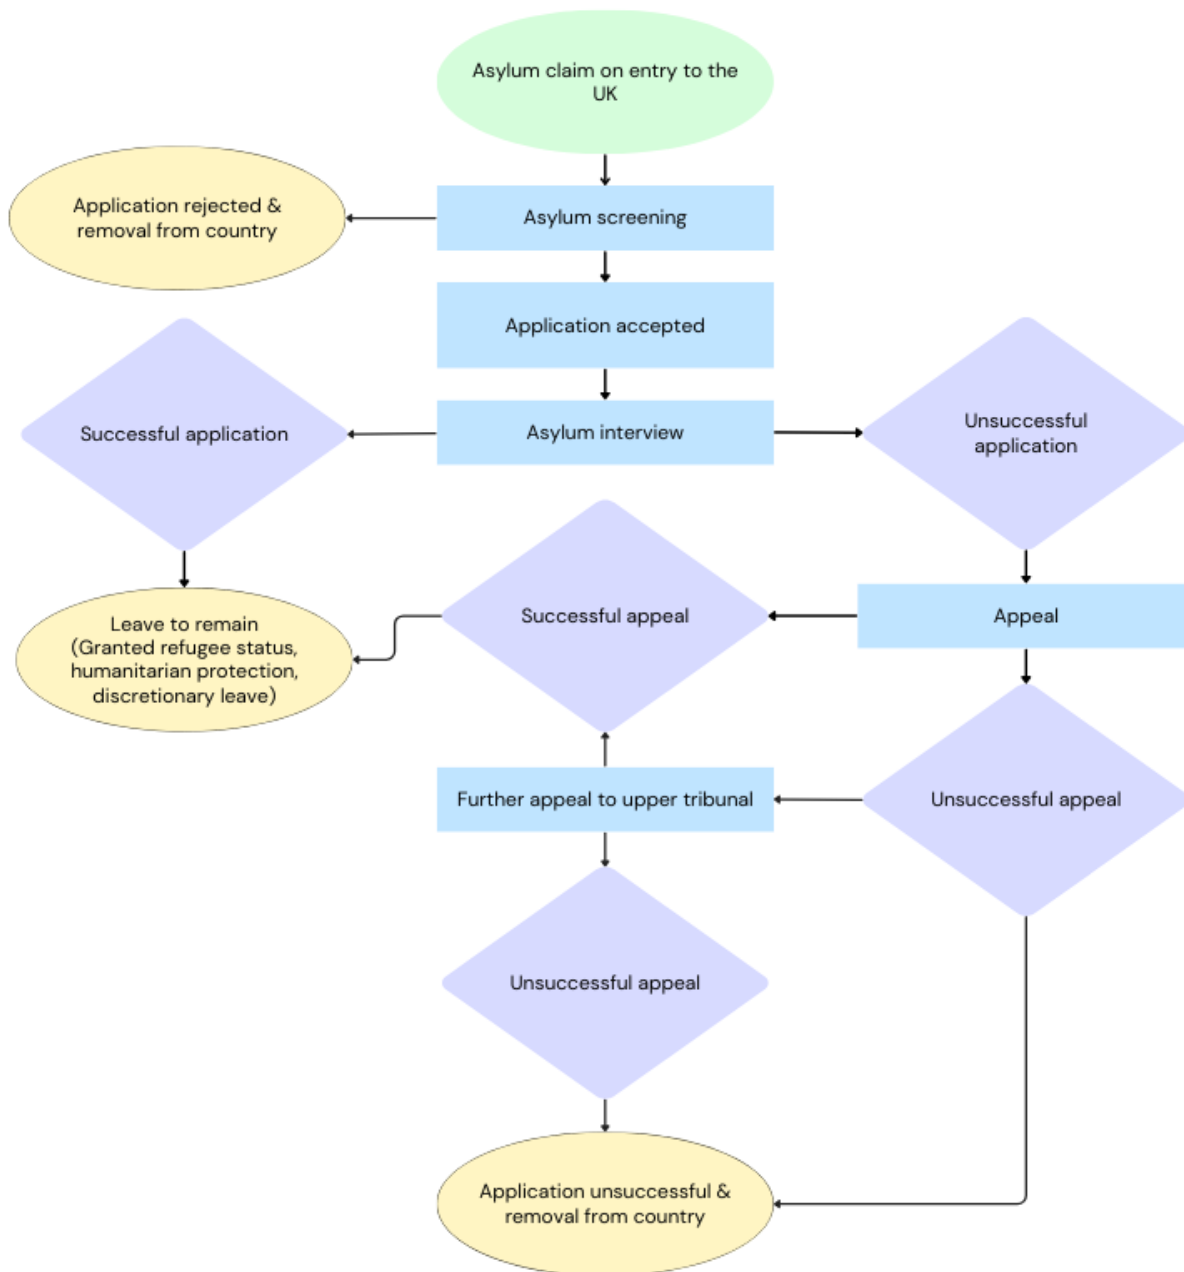 Asylum claim on entry to the
UK
Application rejected &
removal from country
Asylum screening
Application accepted
Successful application
Asylum interview
Unsuccessful
application
Leave to remain
(Granted refugee status,
humanitarian protection,
discretionary leave)
Successful appeal
Appeal
Further appeal to upper tribunal
Unsuccessful appeal
Unsuccessful appeal
Application unsuccessful &
removal from country